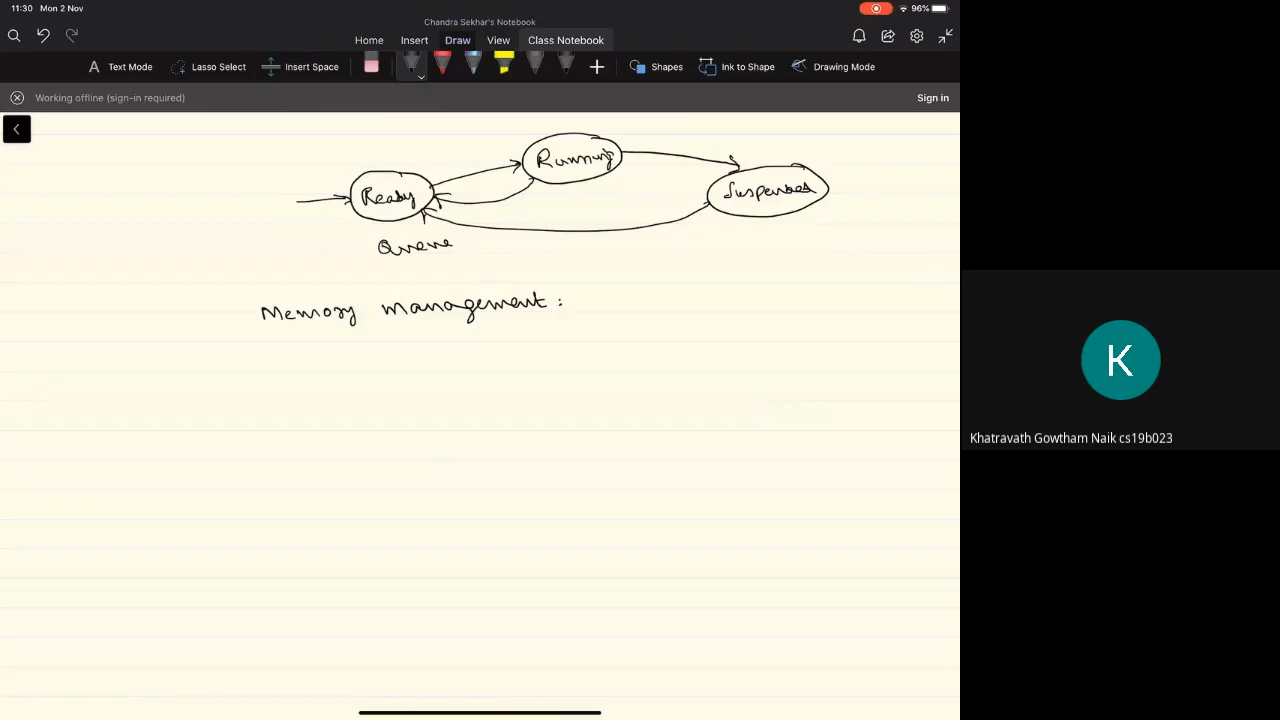 11:30 Mon 2 Nov
96%
Chandra Sekhar's Notebook
Home Insert Draw View Class Notebook
Text Mode Lasso Select Insert Space Shapes Ink to Shape Drawing Mode
Working offline (sign-in required) Sign in
Running
Ready
Suspended
Queue
Memory Management :
K
Khatravath Gowtham Naik cs19b023